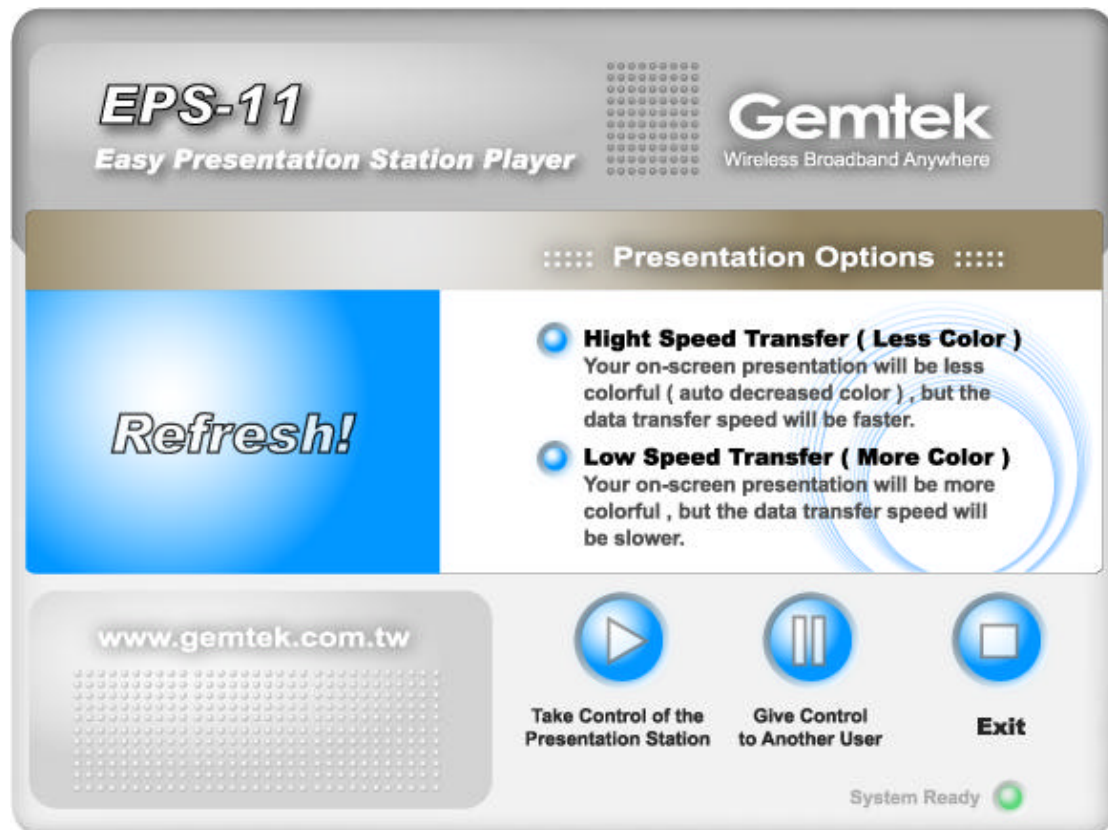 EPS-11
Easy Presentation Station Player
Gemtek
Wireless Broadband Anywhere
Presentation Options
Refresh!
Hight Speed Transfer ( Less Color )
Your on-screen presentation will be less
colorful ( auto decreased color ) , but the
data transfer speed will be faster.
Low Speed Transfer ( More Color )
Your on-screen presentation will be more
colorful , but the data transfer speed will
be slower.
www.gemtek.com.tw
Take Control of the
Presentation Station
Give Control
to Another User
Exit
System Ready